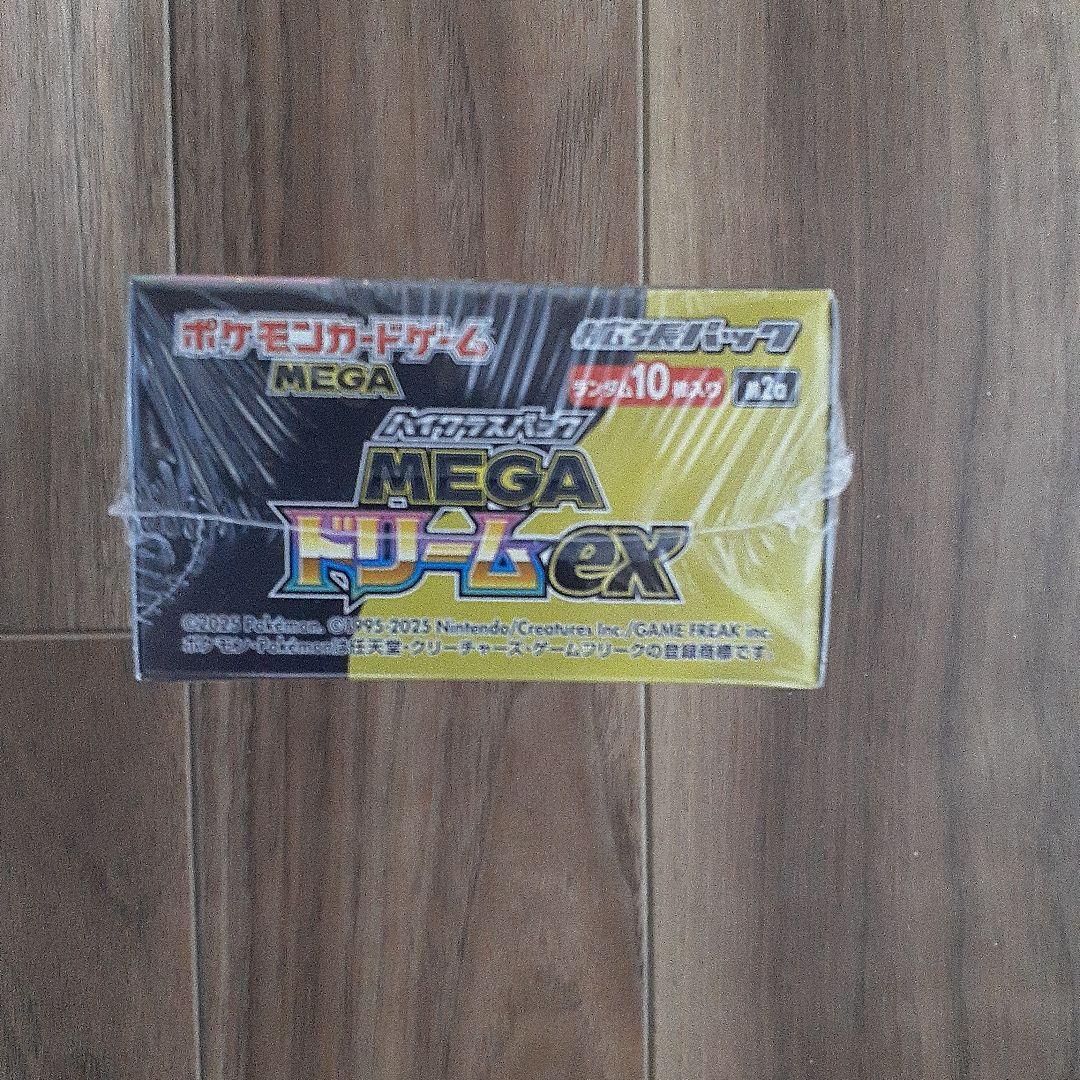 ポケモンカードゲーム
MEGA
拡張パック
ランダム10枚入り
ハイクラスパック
MEGA
ドリームex
©2025 Pokémon. ©1995-2025 Nintendo/Creatures Inc./GAME FREAK inc.
ポケモン・Pokémonは任天堂・クリーチャーズ・ゲームフリークの登録商標です。